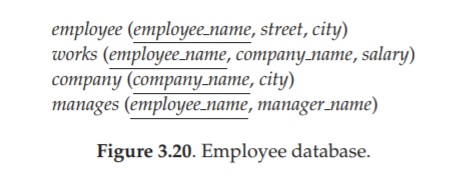 employee (employee_name, street, city)
works (employee_name, company_name, salary)
company (company_name, city)
manages (employee_name, manager_name)
Figure 3.20. Employee database.